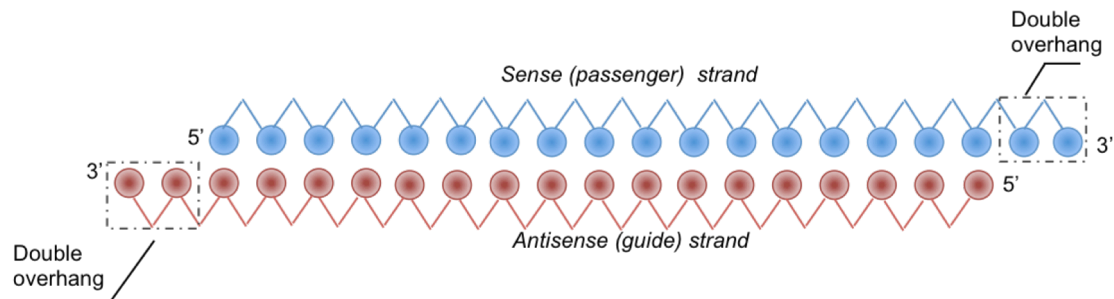 Double
overhang
Sense (passenger) strand
5’
3’
3’
5’
Antisense (guide) strand
Double
overhang